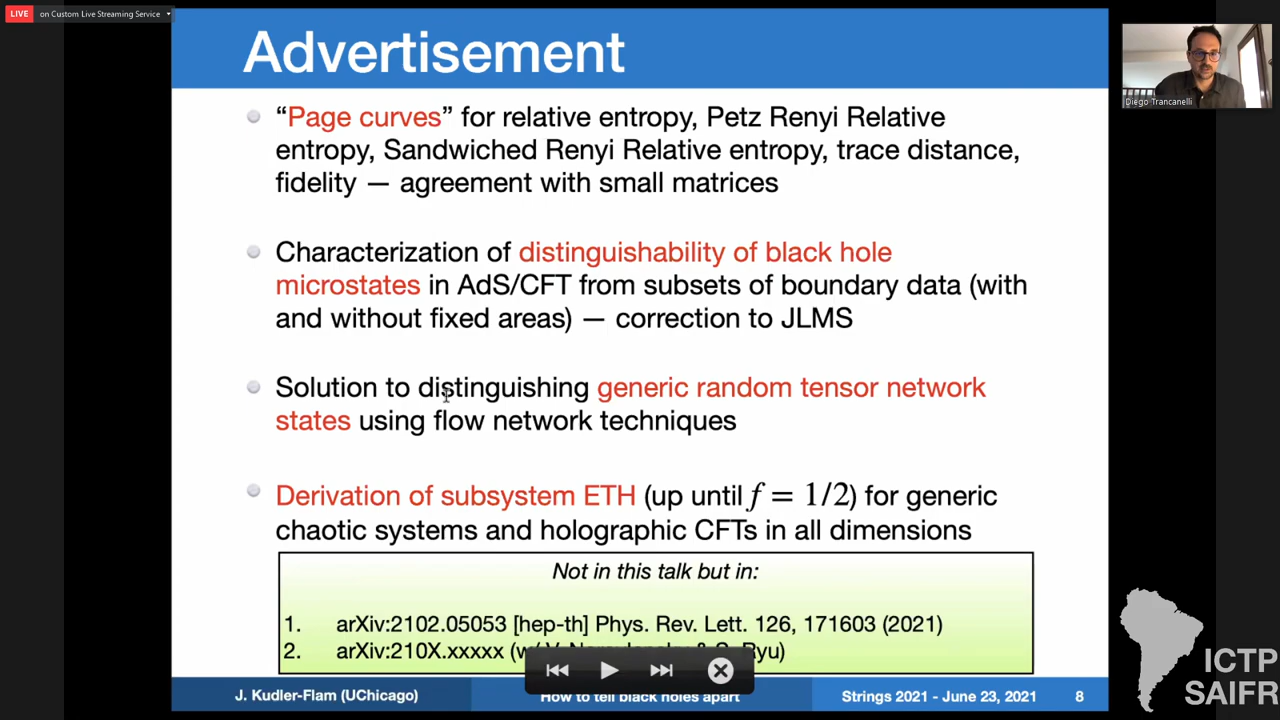 LIVE on Custom Live Streaming Service
Advertisement
Diego Trancanelli
“Page curves” for relative entropy, Petz Renyi Relative
entropy, Sandwiched Renyi Relative entropy, trace distance,
fidelity — agreement with small matrices
Characterization of distinguishability of black hole
microstates in AdS/CFT from subsets of boundary data (with
and without fixed areas) — correction to JLMS
Solution to distinguishing generic random tensor network
states using flow network techniques
Derivation of subsystem ETH (up until f = 1/2) for generic
chaotic systems and holographic CFTs in all dimensions
Not in this talk but in:
1. arXiv:2102.05053 [hep-th] Phys. Rev. Lett. 126, 171603 (2021)
2. arXiv:210X.xxxxx (w/ Ryu)
J. Kudler-Flam (UChicago) How to tell black holes apart Strings 2021 - June 23, 2021 8
ICTP
SAIFR